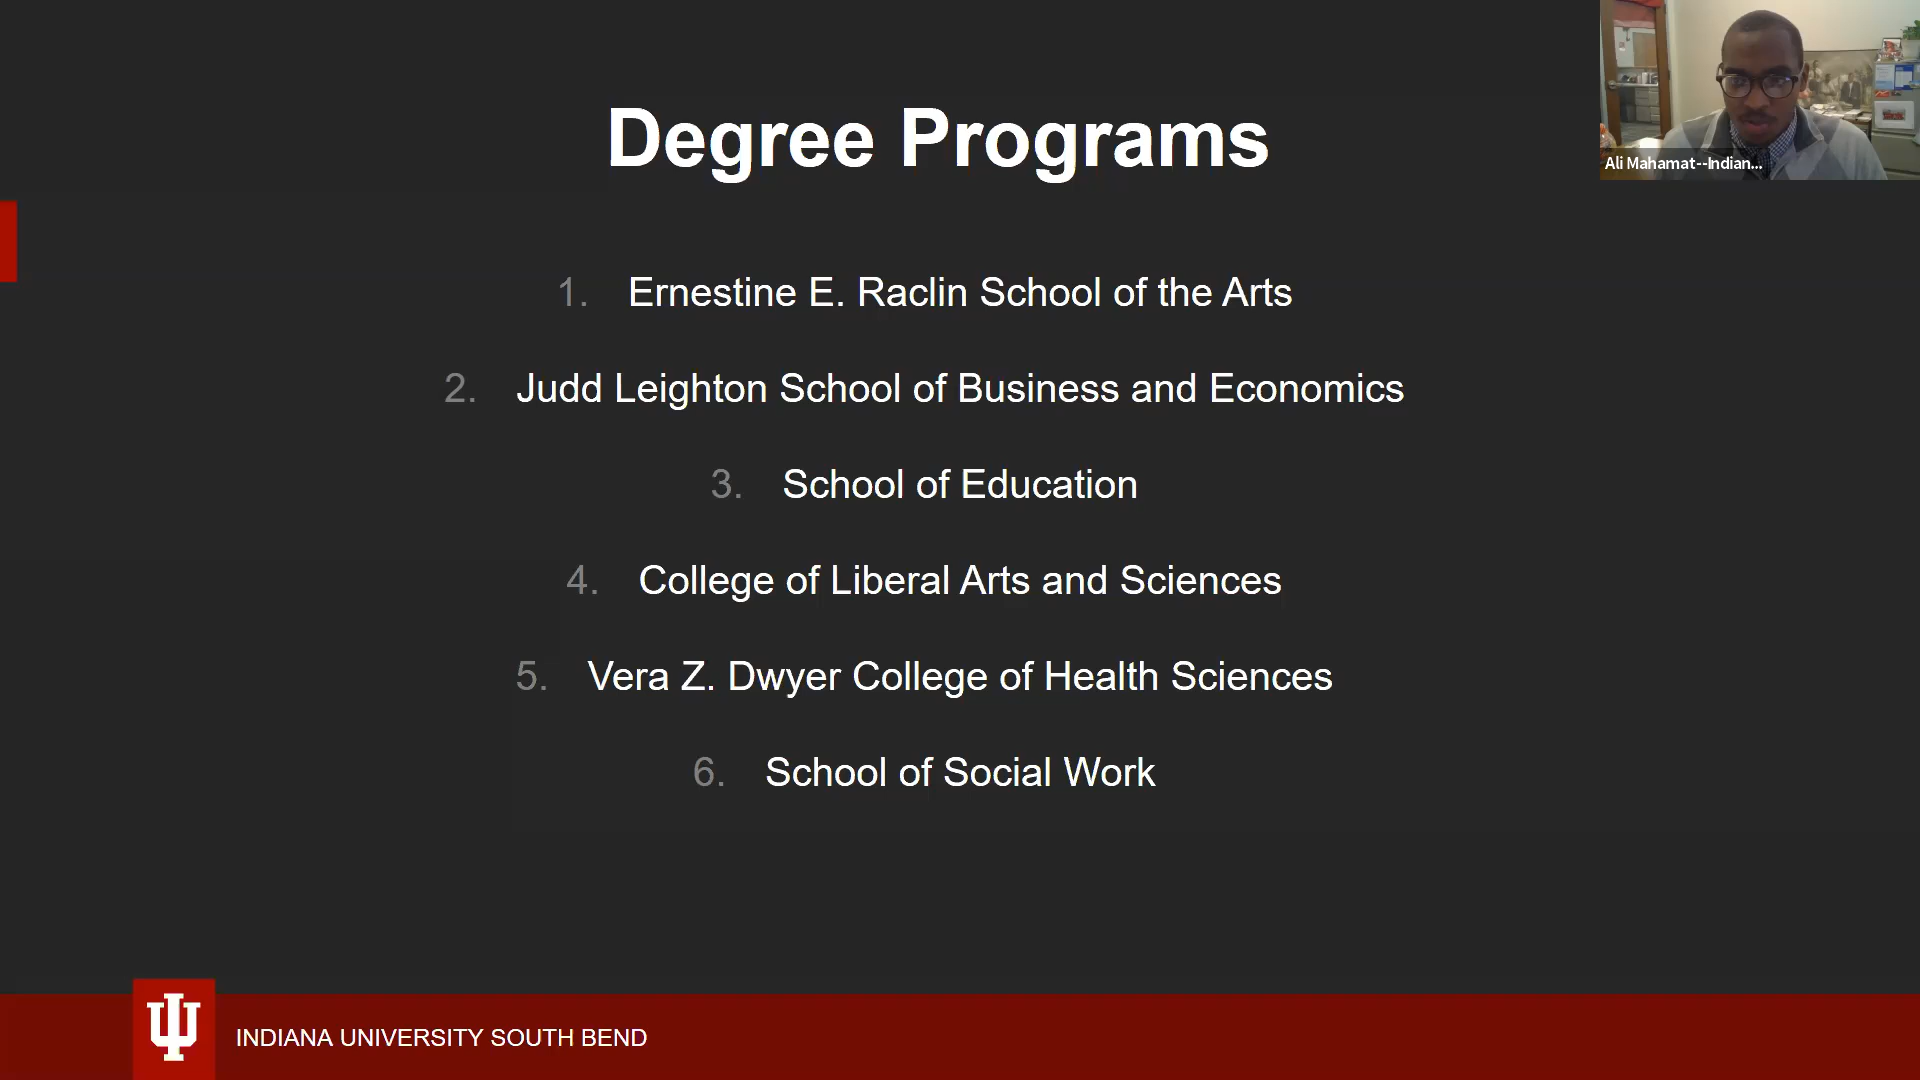 Degree Programs
Ali Mahamat--Indian...
1. Ernestine E. Raclin School of the Arts
2. Judd Leighton School of Business and Economics
3. School of Education
4. College of Liberal Arts and Sciences
5. Vera Z. Dwyer College of Health Sciences
6. School of Social Work
INDIANA UNIVERSITY SOUTH BEND